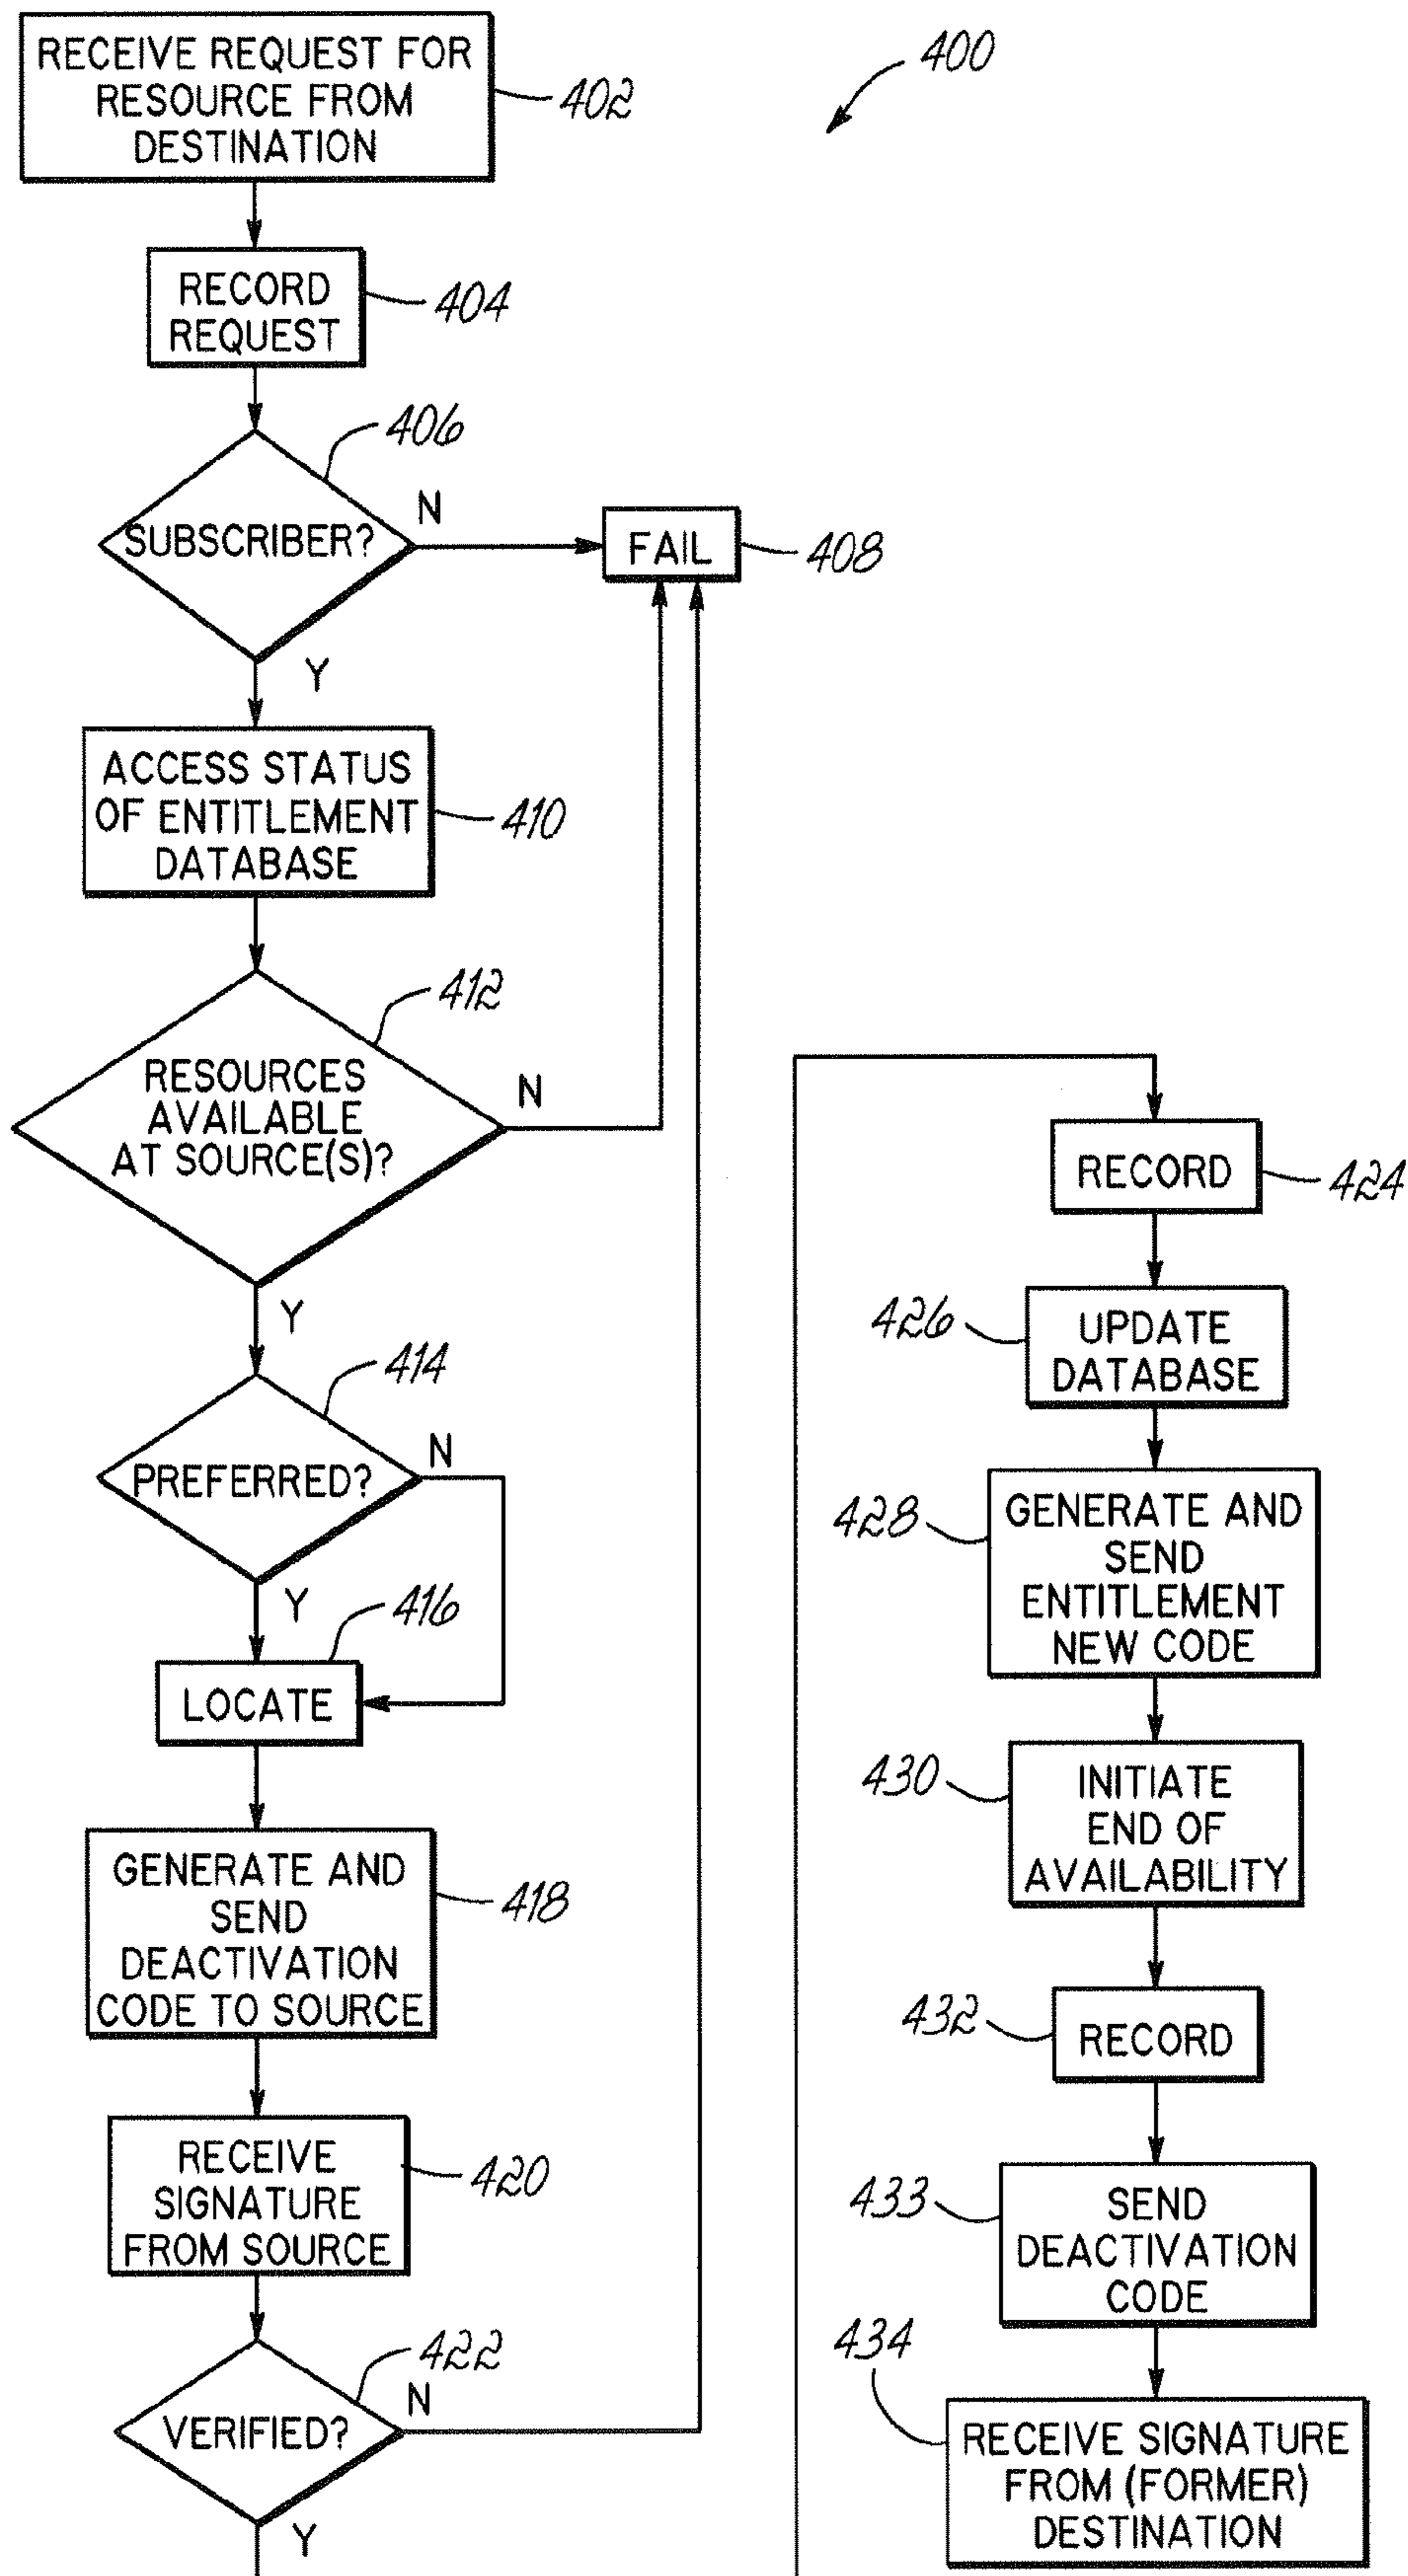 400
RECEIVE REQUEST FOR
RESOURCE FROM
DESTINATION
402
RECORD
REQUEST
404
406
SUBSCRIBER?
N
FAIL
408
Y
ACCESS STATUS
OF ENTITLEMENT
DATABASE
410
412
RESOURCES
AVAILABLE
AT SOURCE(S)?
N
Y
414
PREFERRED?
N
Y
416
LOCATE
GENERATE AND
SEND
DEACTIVATION
CODE TO SOURCE
418
RECEIVE
SIGNATURE
FROM SOURCE
420
422
VERIFIED?
N
Y
RECORD
424
426
UPDATE
DATABASE
428
GENERATE AND
SEND
ENTITLEMENT
NEW CODE
430
INITIATE
END OF
AVAILABILITY
432
RECORD
433
SEND
DEACTIVATION
CODE
434
RECEIVE SIGNATURE
FROM (FORMER)
DESTINATION